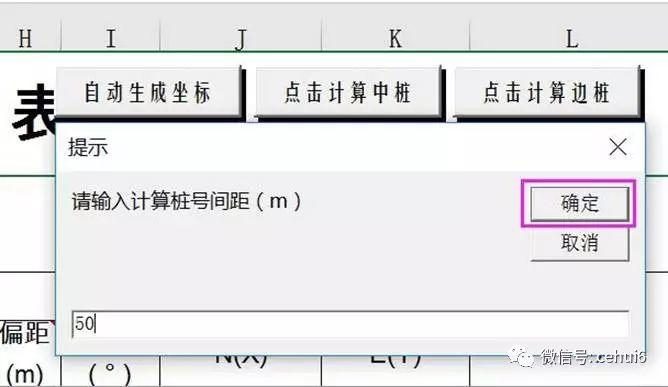 H I J K L
表
自动生成坐标 点击计算中桩 点击计算边桩
提示
请输入计算桩号间距（m）
确定
取消
50
偏距
(m) (°) N(X) E(Y)
微信号: cehui6